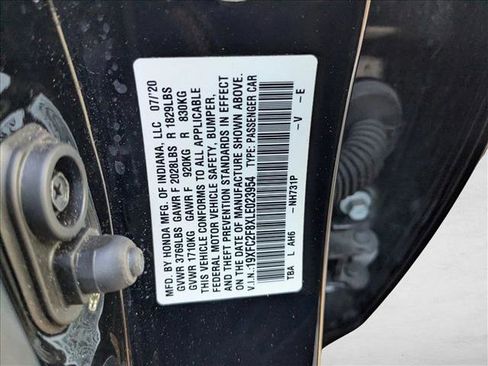 MFD. BY HONDA MFG. OF INDIANA, LLC 07/'20
GVWR 3769LBS GAWR F 2028LBS R 1829LBS
GVWR 1710KG GAWR F 920KG R 830KG
THIS VEHICLE CONFORMS TO ALL APPLICABLE
FEDERAL MOTOR VEHICLE SAFETY, BUMPER,
AND THEFT PREVENTION STANDARDS IN EFFECT
ON THE DATE OF MANUFACTURE SHOWN ABOVE.
V.I.N.:19XFC2F8XLE023954 TYPE: PASSENGER CAR
-V -E
TBA L AH6 -NH731P